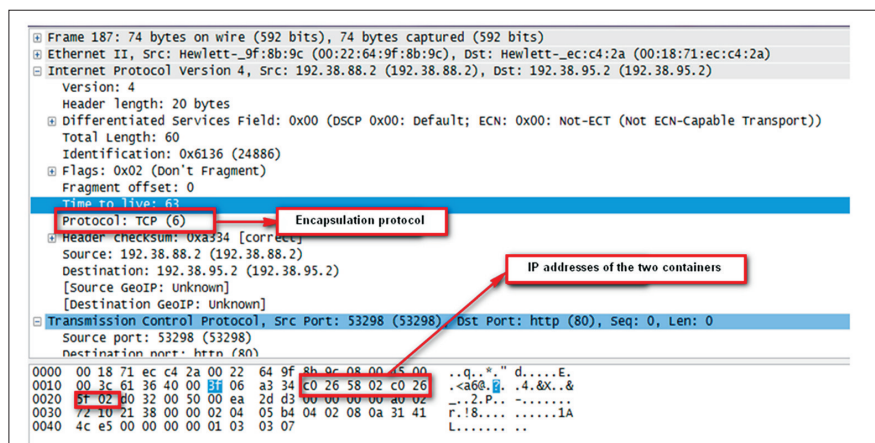 Frame 187: 74 bytes on wire (592 bits), 74 bytes captured (592 bits)
Ethernet II, Src: Hewlett-_9f:8b:9c (00:22:64:9f:8b:9c), Dst: Hewlett-_ec:c4:2a (00:18:71:ec:c4:2a)
Internet Protocol Version 4, Src: 192.38.88.2 (192.38.88.2), Dst: 192.38.95.2 (192.38.95.2)
Version: 4
Header length: 20 bytes
Differentiated Services Field: 0x00 (DSCP 0x00: Default; ECN: 0x00: Not-ECT (Not ECN-Capable Transport))
Total Length: 60
Identification: 0x6136 (24886)
Flags: 0x02 (Don't Fragment)
Fragment offset: 0
Time to live: 63
Protocol: TCP (6)
Encapsulation protocol
Header checksum: 0xa334 [correct]
Source: 192.38.88.2 (192.38.88.2)
Destination: 192.38.95.2 (192.38.95.2)
IP addresses of the two containers
[Source GeoIP: Unknown]
[Destination GeoIP: Unknown]
Transmission Control Protocol, Src Port: 53298 (53298), Dst Port: http (80), Seq: 0, Len: 0
Source port: 53298 (53298)
Destination port: http (80)
0000 00 18 71 ec c4 2a 00 22 64 9f 8b 9c 08 00 45 00 ..q..*." d.....E.
0010 00 3c 61 36 40 00 3f 06 a3 34 c0 26 58 02 c0 26 .<a6@.?. .4.&X..&
0020 5f 02 d0 32 00 50 00 ea 2d d3 00 00 00 00 a0 02 _..2.P.. -.......
0030 72 10 21 38 00 00 02 04 05 b4 04 02 08 0a 31 41 r.!8.... ......1A
0040 4c e5 00 00 00 00 01 03 03 07 L....... ..